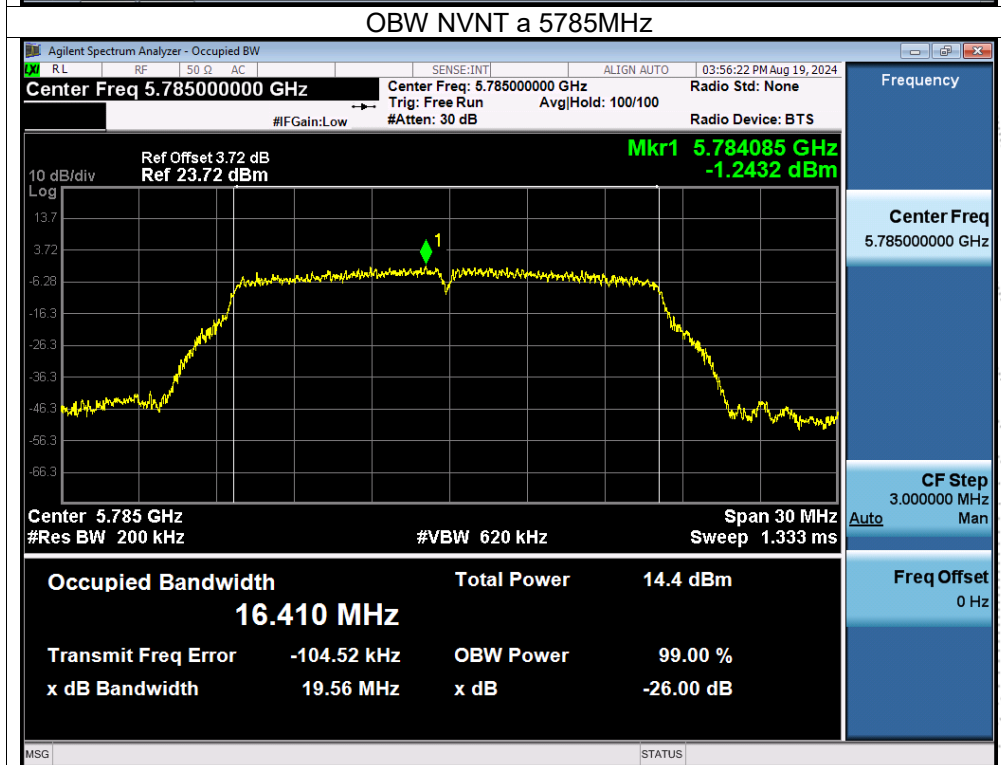 OBW NVNT a 5785MHz
Agilent Spectrum Analyzer - Occupied BW
LXI RL RF 50 Ω AC SENSE:INT ALIGN AUTO 03:56:22 PM Aug 19, 2024
Center Freq 5.785000000 GHz
Center Freq: 5.785000000 GHz
Radio Std: None
Trig: Free Run Avg|Hold: 100/100
#IFGain:Low
#Atten: 30 dB
Radio Device: BTS
Frequency
Mkr1 5.784085 GHz
-1.2432 dBm
Ref Offset 3.72 dB
10 dB/div Ref 23.72 dBm
Log
13.7
3.72
-6.28
-16.3
-26.3
-36.3
-46.3
-56.3
-66.3
1
Center 5.785 GHz Span 30 MHz
#Res BW 200 kHz #VBW 620 kHz Sweep 1.333 ms
Center Freq
5.785000000 GHz
CF Step
3.000000 MHz
Auto Man
Freq Offset
0 Hz
Occupied Bandwidth Total Power 14.4 dBm
16.410 MHz
Transmit Freq Error -104.52 kHz OBW Power 99.00 %
x dB Bandwidth 19.56 MHz x dB -26.00 dB
MSG STATUS